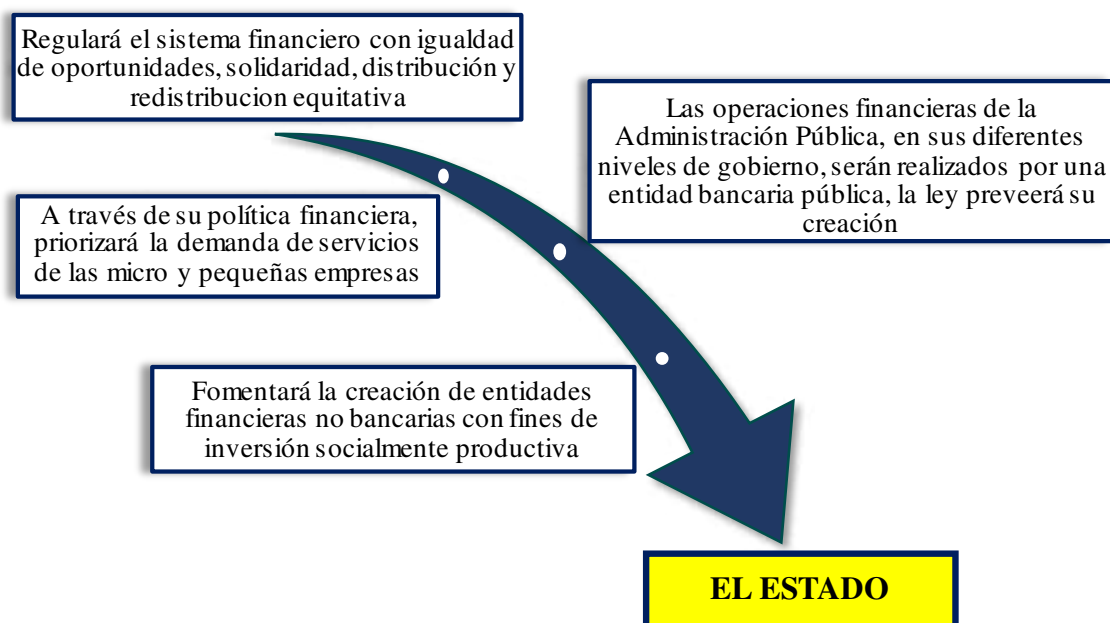 Regulará el sistema financiero con igualdad
de oportunidades, solidaridad, distribución y
redistribucion equitativa
Las operaciones financieras de la
Administración Pública, en sus diferentes
niveles de gobierno, serán realizados por una
entidad bancaria pública, la ley preveerá su
creación
A través de su política financiera,
priorizará la demanda de servicios
de las micro y pequeñas empresas
Fomentará la creación de entidades
financieras no bancarias con fines de
inversión socialmente productiva
EL ESTADO